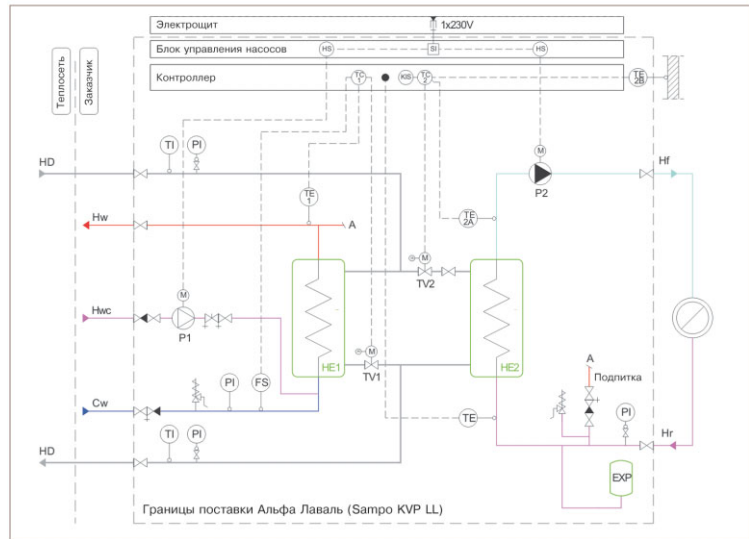 Электрощит
1x230V
Блок управления насосов
HS
SI
HS
Контроллер
TC 1
KIS
TC 2
TE 2B
Теплосеть
Заказчик
TI
PI
HD
M
Hf
P2
TE 1
Hw
A
TE 2A
M
TV2
Hwc
M
P1
HE1
M
TV1
HE2
A
Подпитка
PI
FS
Cw
TE
PI
TI
PI
Hr
HD
EXP
Границы поставки Альфа Лаваль (Sampo KVP LL)